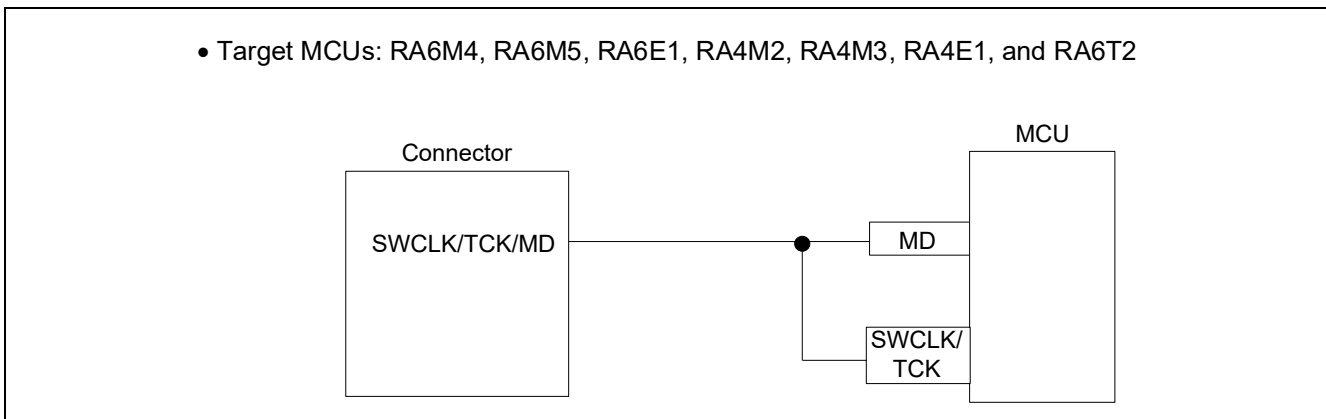 • Target MCUs: RA6M4, RA6M5, RA6E1, RA4M2, RA4M3, RA4E1, and RA6T2
MCU
Connector
SWCLK/TCK/MD
MD
SWCLK/
TCK